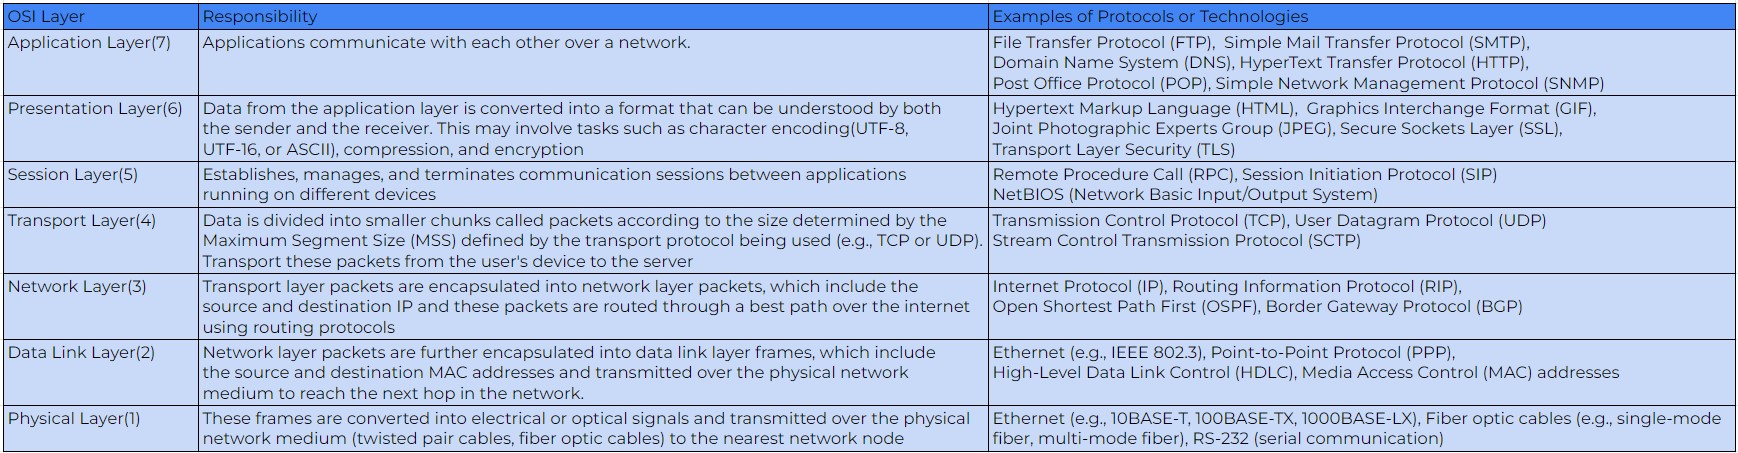 OSI Layer
Responsibility
Examples of Protocols or Technologies
Application Layer(7)
Applications communicate with each other over a network.
File Transfer Protocol (FTP),  Simple Mail Transfer Protocol (SMTP),
Domain Name System (DNS), HyperText Transfer Protocol (HTTP),
Post Office Protocol (POP), Simple Network Management Protocol (SNMP)
Presentation Layer(6)
Data from the application layer is converted into a format that can be understood by both
the sender and the receiver. This may involve tasks such as character encoding(UTF-8,
UTF-16, or ASCII), compression, and encryption
Hypertext Markup Language (HTML),  Graphics Interchange Format (GIF),
Joint Photographic Experts Group (JPEG), Secure Sockets Layer (SSL),
Transport Layer Security (TLS)
Session Layer(5)
Establishes, manages, and terminates communication sessions between applications
running on different devices
Remote Procedure Call (RPC), Session Initiation Protocol (SIP)
NetBIOS (Network Basic Input/Output System)
Transport Layer(4)
Data is divided into smaller chunks called packets according to the size determined by the
Maximum Segment Size (MSS) defined by the transport protocol being used (e.g., TCP or UDP).
Transport these packets from the user's device to the server
Transmission Control Protocol (TCP), User Datagram Protocol (UDP)
Stream Control Transmission Protocol (SCTP)
Network Layer(3)
Transport layer packets are encapsulated into network layer packets, which include the
source and destination IP and these packets are routed through a best path over the internet
using routing protocols
Internet Protocol (IP), Routing Information Protocol (RIP),
Open Shortest Path First (OSPF), Border Gateway Protocol (BGP)
Data Link Layer(2)
Network layer packets are further encapsulated into data link layer frames, which include
the source and destination MAC addresses and transmitted over the physical network
medium to reach the next hop in the network.
Ethernet (e.g., IEEE 802.3), Point-to-Point Protocol (PPP),
High-Level Data Link Control (HDLC), Media Access Control (MAC) addresses
Physical Layer(1)
These frames are converted into electrical or optical signals and transmitted over the physical
network medium (twisted pair cables, fiber optic cables) to the nearest network node
Ethernet (e.g., 10BASE-T, 100BASE-TX, 1000BASE-LX), Fiber optic cables (e.g., single-mode
fiber, multi-mode fiber), RS-232 (serial communication)